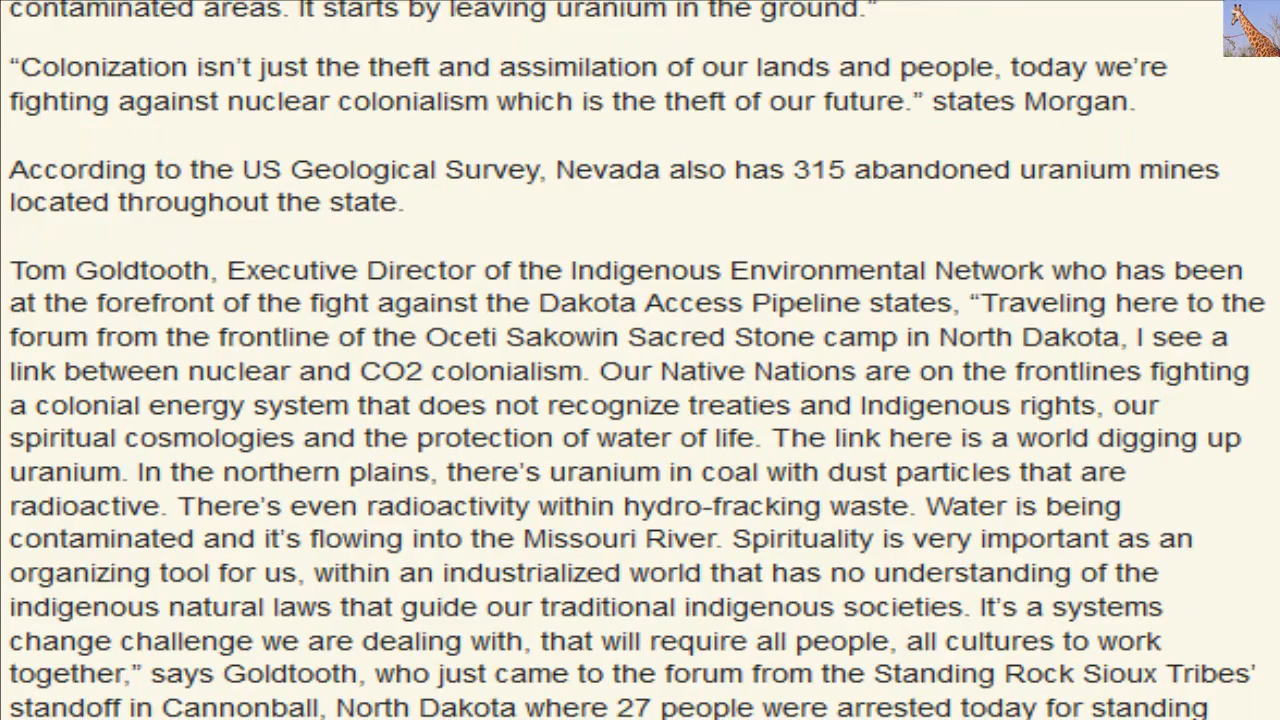 contaminated areas. It starts by leaving uranium in the ground.”
“Colonization isn’t just the theft and assimilation of our lands and people, today we’re
fighting against nuclear colonialism which is the theft of our future.” states Morgan.
According to the US Geological Survey, Nevada also has 315 abandoned uranium mines
located throughout the state.
Tom Goldtooth, Executive Director of the Indigenous Environmental Network who has been
at the forefront of the fight against the Dakota Access Pipeline states, “Traveling here to the
forum from the frontline of the Oceti Sakowin Sacred Stone camp in North Dakota, I see a
link between nuclear and CO2 colonialism. Our Native Nations are on the frontlines fighting
a colonial energy system that does not recognize treaties and Indigenous rights, our
spiritual cosmologies and the protection of water of life. The link here is a world digging up
uranium. In the northern plains, there’s uranium in coal with dust particles that are
radioactive. There’s even radioactivity within hydro-fracking waste. Water is being
contaminated and it’s flowing into the Missouri River. Spirituality is very important as an
organizing tool for us, within an industrialized world that has no understanding of the
indigenous natural laws that guide our traditional indigenous societies. It’s a systems
change challenge we are dealing with, that will require all people, all cultures to work
together,” says Goldtooth, who just came to the forum from the Standing Rock Sioux Tribes’
standoff in Cannonball, North Dakota where 27 people were arrested today for standing